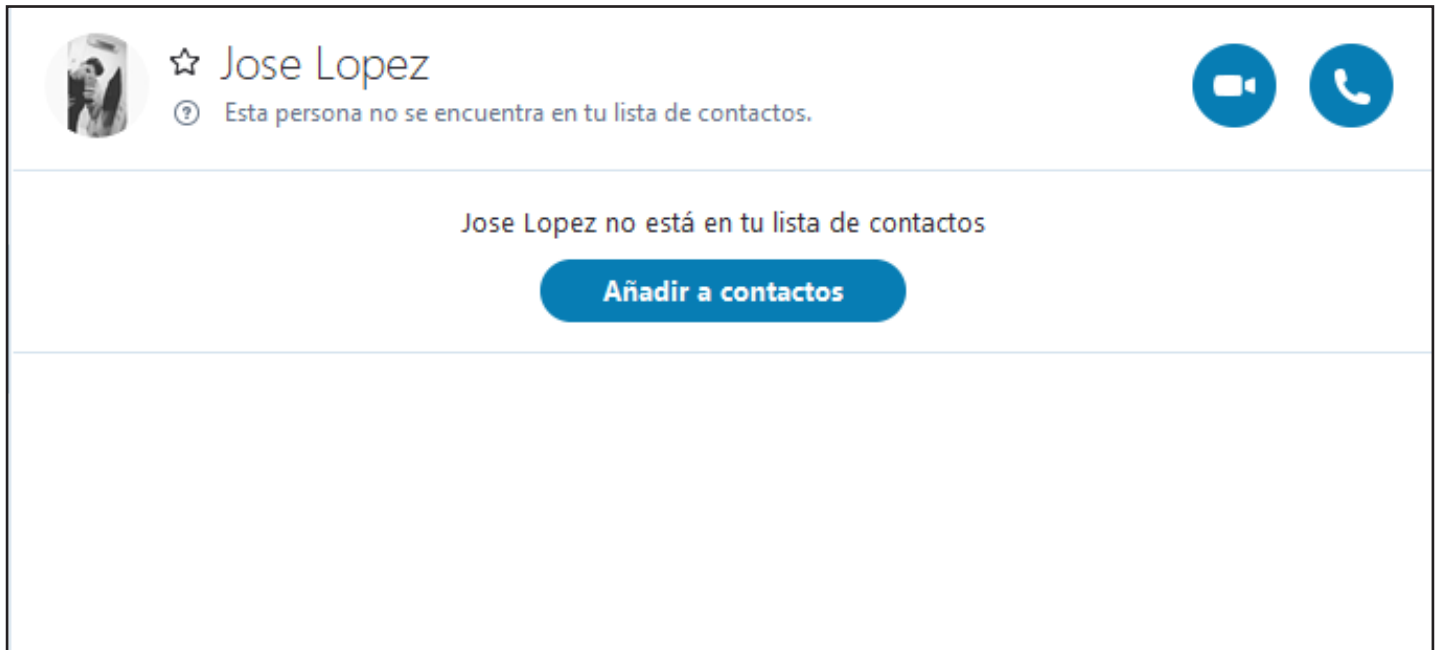 Jose Lopez
Esta persona no se encuentra en tu lista de contactos.
Jose Lopez no está en tu lista de contactos
Añadir a contactos